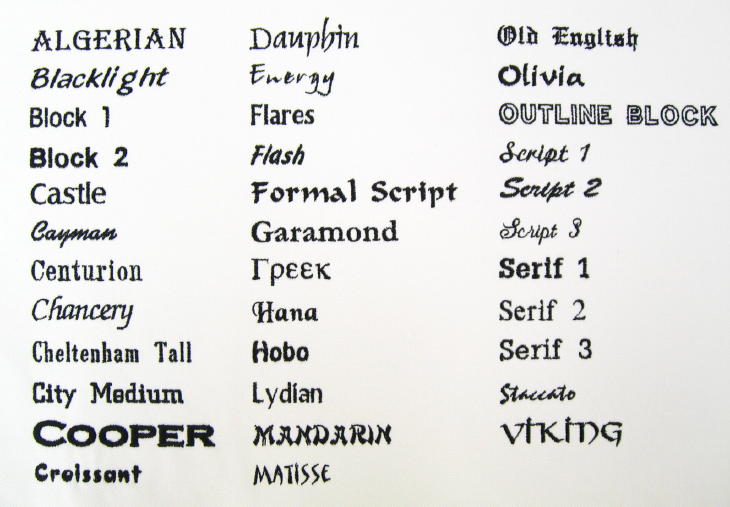 ALGERIAN
Blacklight
Block 1
Block 2
Castle
Cayman
Centurion
Chancery
Cheltenham Tall
City Medium
COOPER
Croissant
Dauphin
Energy
Flares
Flash
Formal Script
Garamond
Γρεεκ
Hana
Hobo
Lydian
MANDARIN
MATISSE
Old English
Olivia
OUTLINE BLOCK
Script 1
Script 2
Script 3
Serif 1
Serif 2
Serif 3
Staccato
VIKING